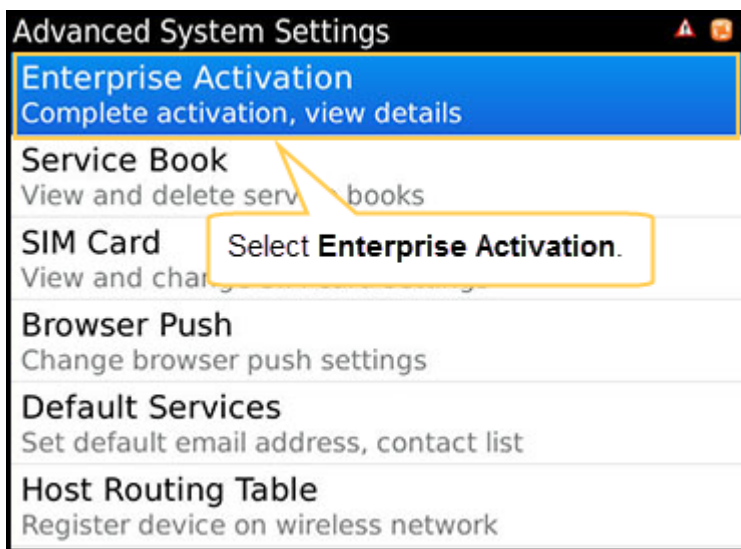 Advanced System Settings
Enterprise Activation
Complete activation, view details
Service Book
View and delete books
SIM Card
Select Enterprise Activation.
View and
Browser Push
Change browser push settings
Default Services
Set default email address, contact list
Host Routing Table
Register device on wireless network